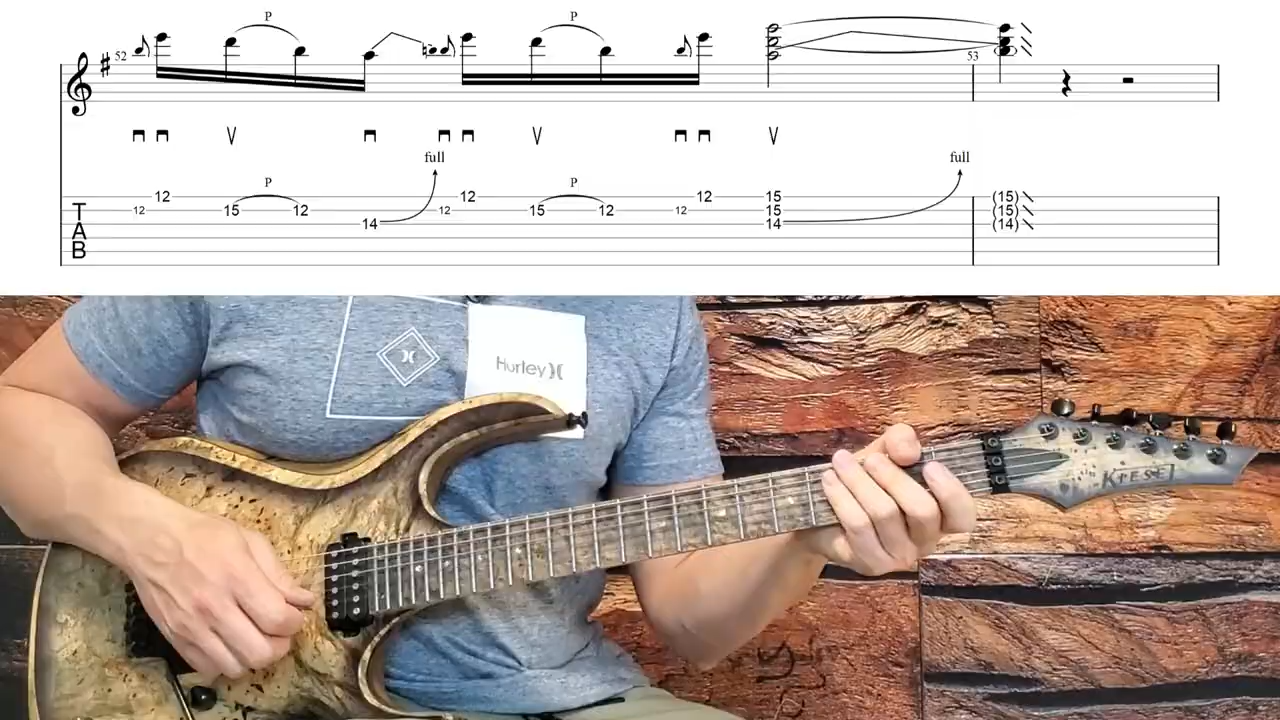 P P
52 53
full full
P P
12 12 12 15 (15)
12 15 12 12 15 12 12 15 (15)
14 14 (14)
T
A
B
Hurley
KIESEL